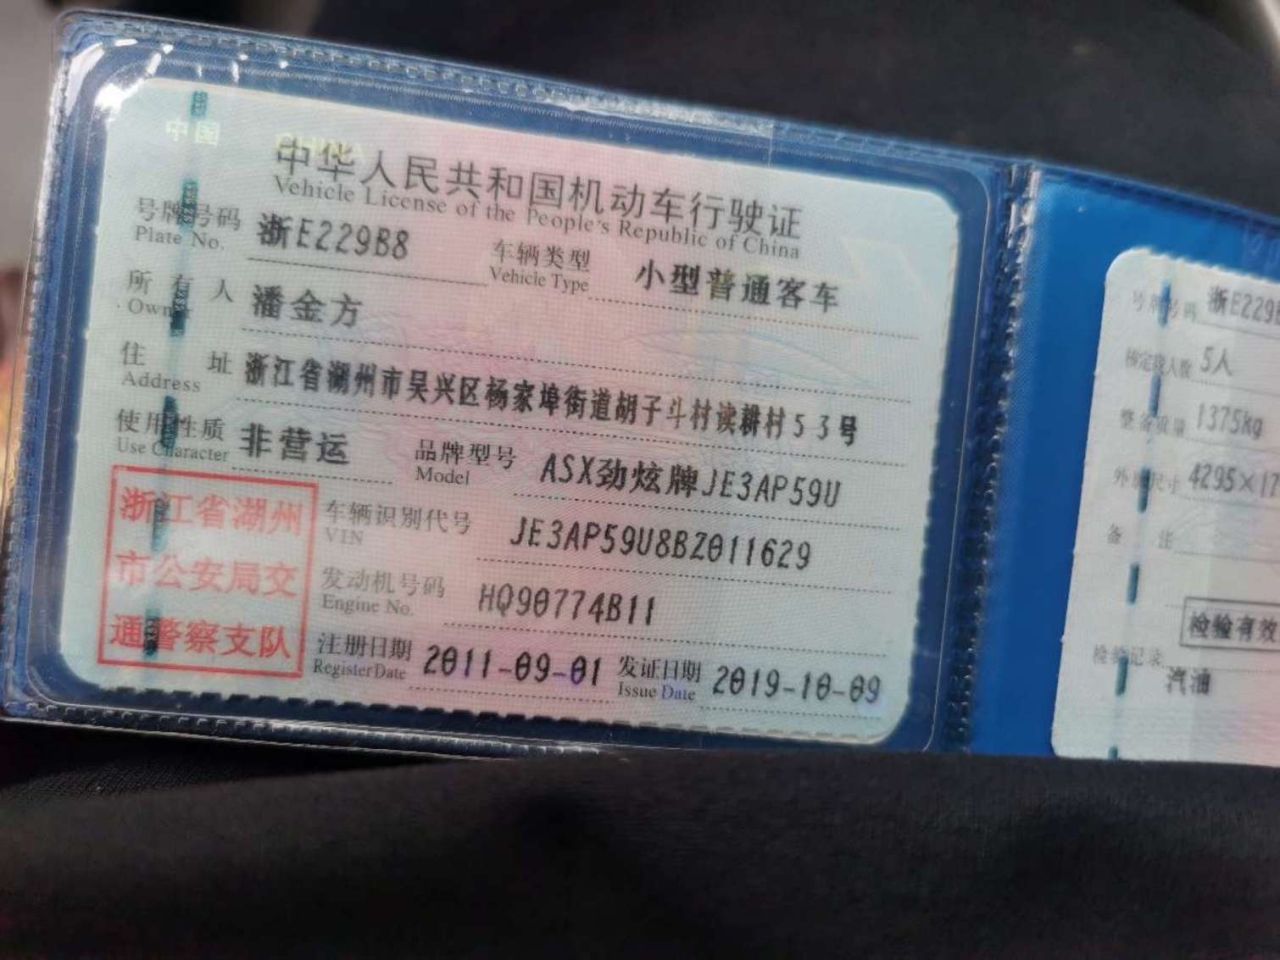 中国 CHINA
中华人民共和国机动车行驶证
Vehicle License of the People's Republic of China
号牌号码 浙E229B8 车辆类型 小型普通客车
Plate No. Vehicle Type
所有人 潘金方
Owner
住址 浙江省湖州市吴兴区杨家埠街道胡子斗村读耕村53号
Address
使用性质 非营运 品牌型号 ASX劲炫牌JE3AP59U
Use Character Model
浙江省湖州
市公安局交
通警察支队
车辆识别代号 JE3AP59U8BZ011629
VIN
发动机号码 HQ90774B11
Engine No.
注册日期 2011-09-01 发证日期 2019-10-09
Register Date Issue Date
号牌号码 浙E229
核定载人数 5人
整备质量 1375kg
外廓尺寸 4295×17
备注
检验有效
检验记录
汽油